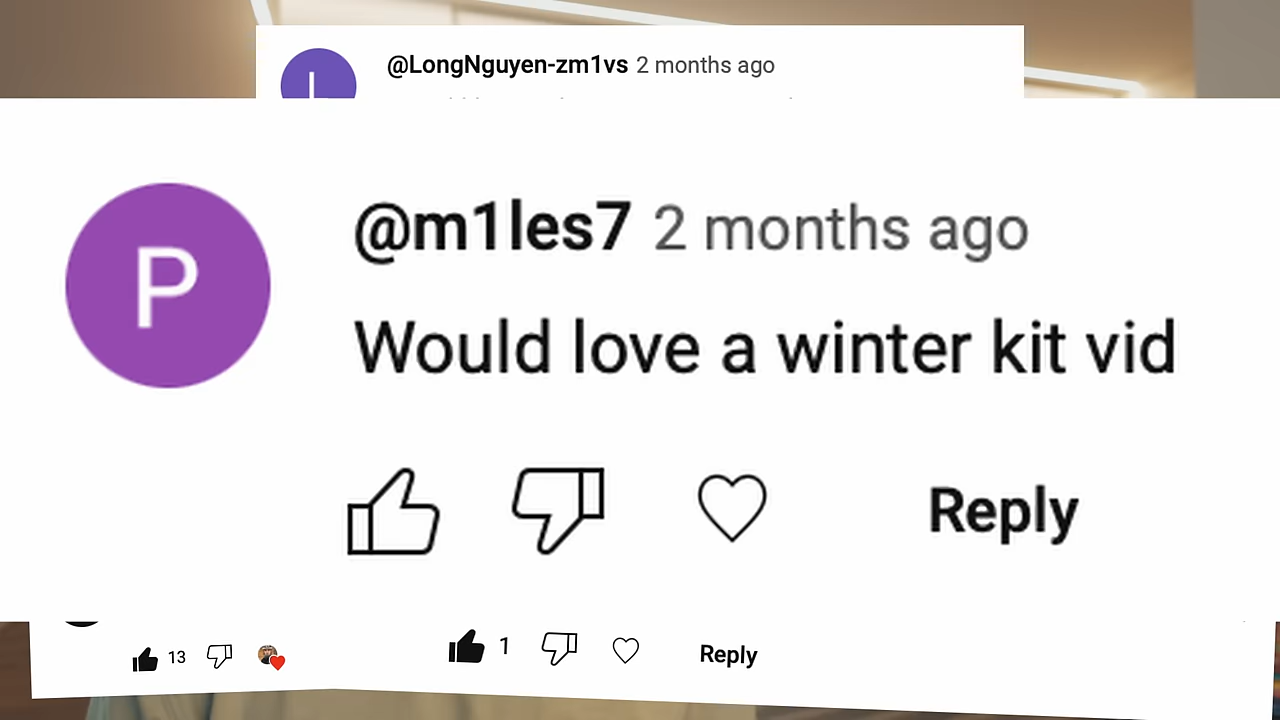 @LongNguyen-zm1vs 2 months ago
P
@m1les7 2 months ago
Would love a winter kit vid
Reply
13
1
Reply